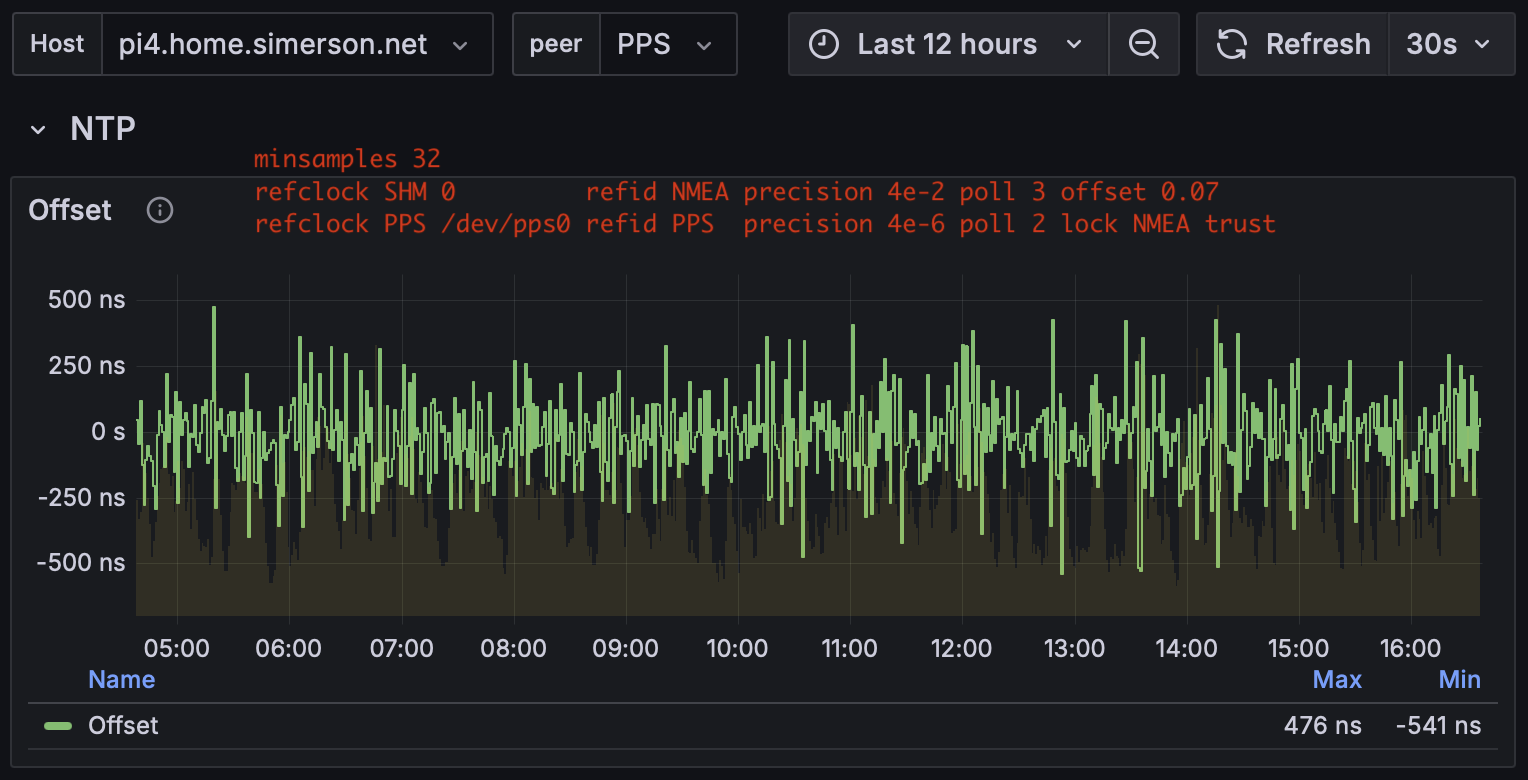 Host pi4.home.simerson.net peer PPS Last 12 hours Refresh 30s
NTP
minsamples 32
refclock SHM 0         refid NMEA precision 4e-2 poll 3 offset 0.07
Offset
refclock PPS /dev/pps0 refid PPS  precision 4e-6 poll 2 lock NMEA trust
500 ns
250 ns
0 s
-250 ns
-500 ns
05:00 06:00 07:00 08:00 09:00 10:00 11:00 12:00 13:00 14:00 15:00 16:00
Name Max Min
Offset 476 ns -541 ns